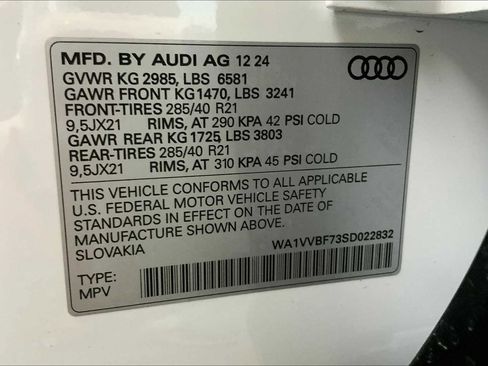 MFD. BY AUDI AG 12 24
GVWR KG 2985, LBS 6581
GAWR FRONT KG1470, LBS 3241
FRONT-TIRES 285/40 R21
9,5JX21 RIMS, AT 290 KPA 42 PSI COLD
GAWR REAR KG 1725, LBS 3803
REAR-TIRES 285/40 R21
9,5JX21 RIMS, AT 310 KPA 45 PSI COLD
THIS VEHICLE CONFORMS TO ALL APPLICABLE
U.S. FEDERAL MOTOR VEHICLE SAFETY
STANDARDS IN EFFECT ON THE DATE OF
MANUFACTURE SHOWN ABOVE.
SLOVAKIA
WA1VVBF73SD022832
TYPE:
MPV